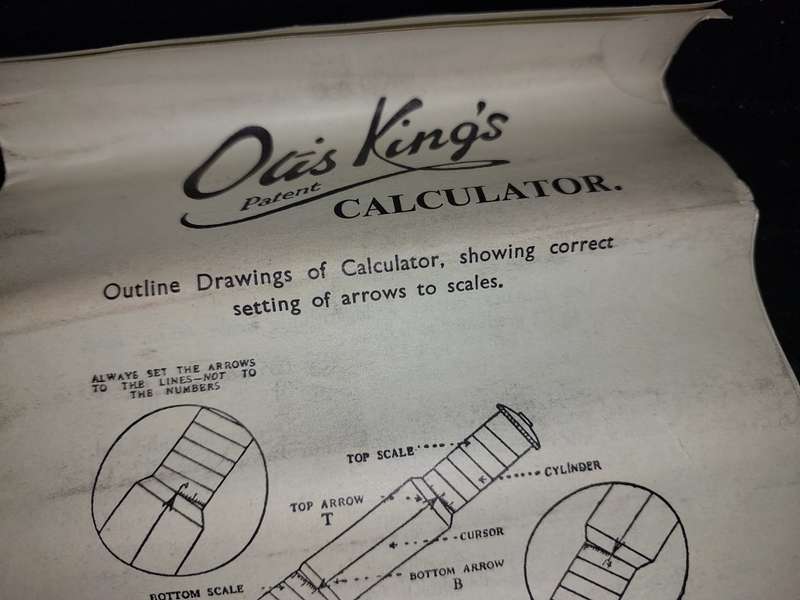 Otis King's
Patent
CALCULATOR.
Outline Drawings of Calculator, showing correct
setting of arrows to scales.
ALWAYS SET THE ARROWS
TO THE LINES—NOT TO
THE NUMBERS
TOP SCALE
CYLINDER
TOP ARROW
T
CURSOR
BOTTOM ARROW
B
BOTTOM SCALE